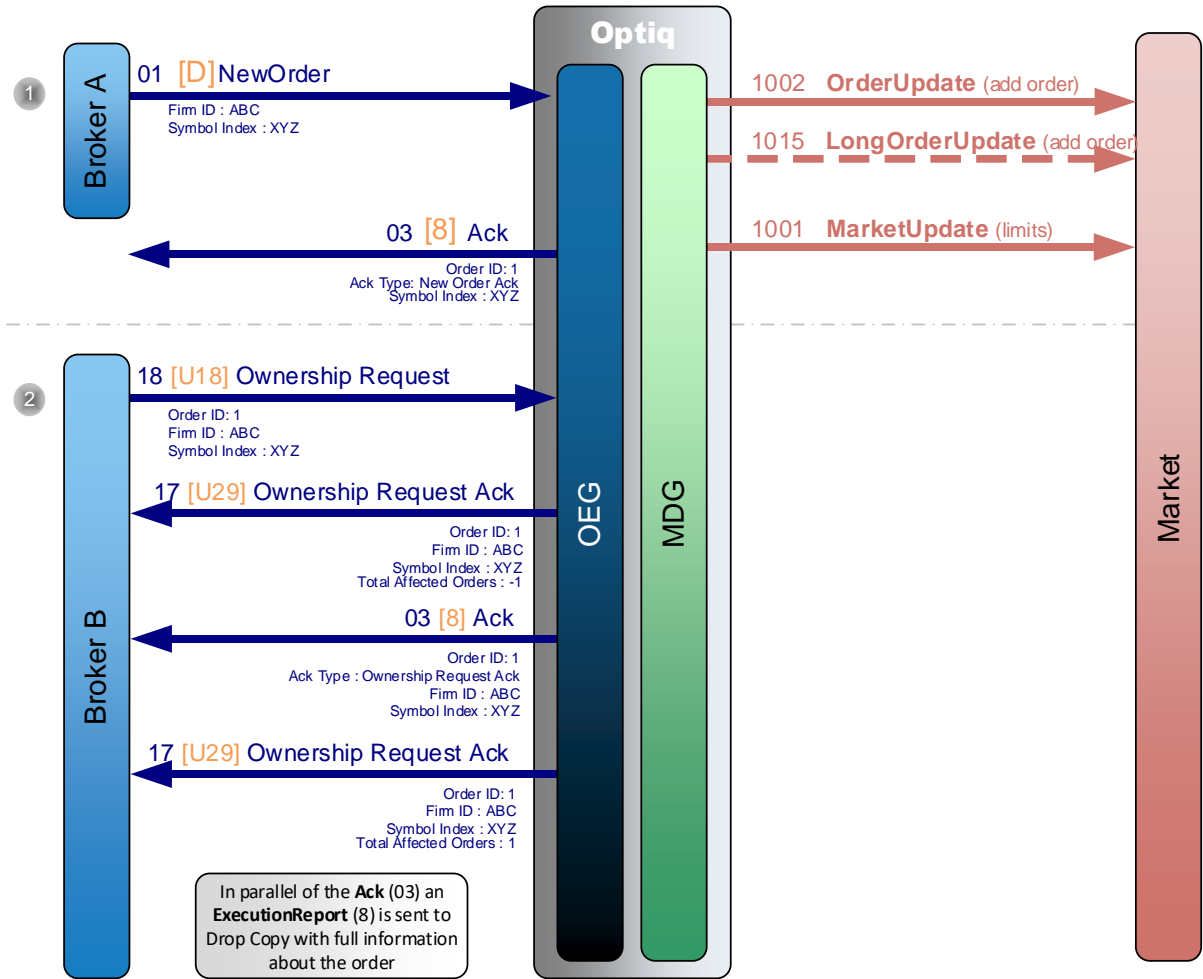 Optiq
Broker A
1
01 [D] NewOrder
Firm ID : ABC
Symbol Index : XYZ
1002 OrderUpdate (add order)
1015 LongOrderUpdate (add order)
03 [8] Ack
Order ID: 1
Ack Type: New Order Ack
Symbol Index : XYZ
1001 MarketUpdate (limits)
OEG
MDG
Market
2
Broker B
18 [U18] Ownership Request
Order ID: 1
Firm ID : ABC
Symbol Index : XYZ
17 [U29] Ownership Request Ack
Order ID: 1
Firm ID : ABC
Symbol Index : XYZ
Total Affected Orders : -1
03 [8] Ack
Order ID: 1
Ack Type : Ownership Request Ack
Firm ID : ABC
Symbol Index : XYZ
17 [U29] Ownership Request Ack
Order ID: 1
Firm ID : ABC
Symbol Index : XYZ
Total Affected Orders : 1
In parallel of the Ack (03) an
ExecutionReport (8) is sent to
Drop Copy with full information
about the order